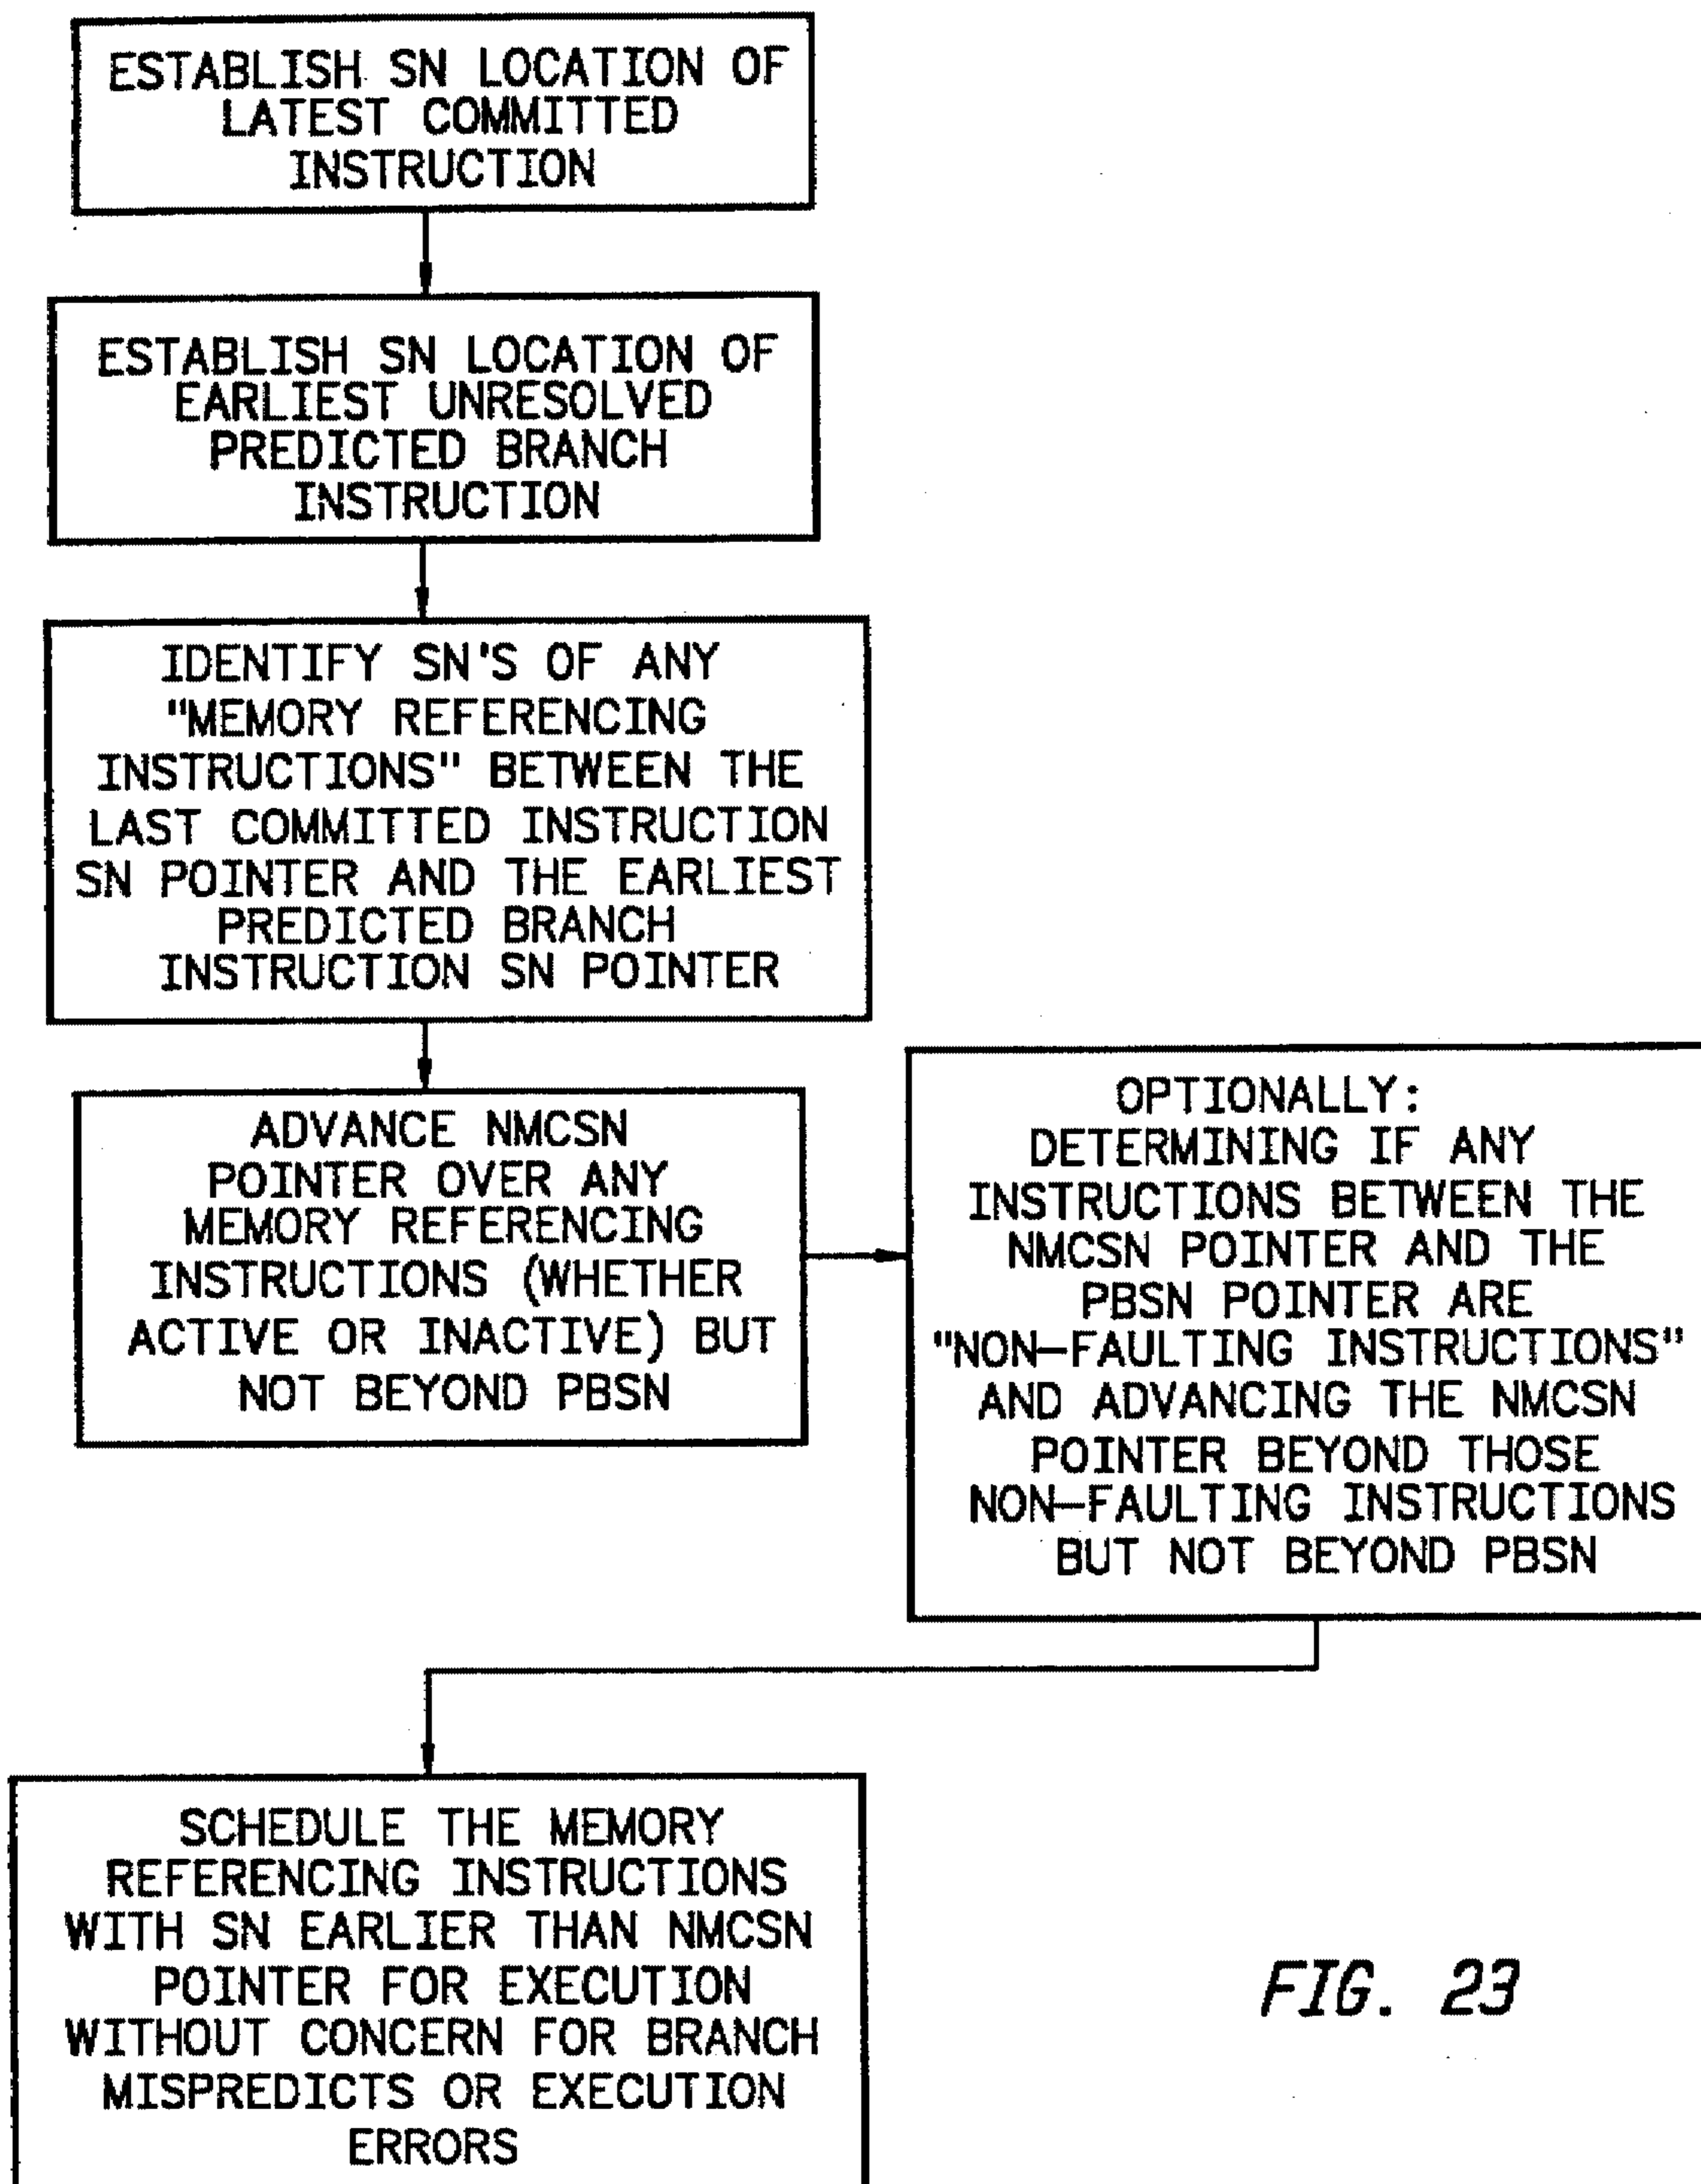 ESTABLISH SN LOCATION OF
LATEST COMMITTED
INSTRUCTION
ESTABLISH SN LOCATION OF
EARLIEST UNRESOLVED
PREDICTED BRANCH
INSTRUCTION
IDENTIFY SN'S OF ANY
"MEMORY REFERENCING
INSTRUCTIONS" BETWEEN THE
LAST COMMITTED INSTRUCTION
SN POINTER AND THE EARLIEST
PREDICTED BRANCH
INSTRUCTION SN POINTER
ADVANCE NMCSN
POINTER OVER ANY
MEMORY REFERENCING
INSTRUCTIONS (WHETHER
ACTIVE OR INACTIVE) BUT
NOT BEYOND PBSN
OPTIONALLY:
DETERMINING IF ANY
INSTRUCTIONS BETWEEN THE
NMCSN POINTER AND THE
PBSN POINTER ARE
"NON-FAULTING INSTRUCTIONS"
AND ADVANCING THE NMCSN
POINTER BEYOND THOSE
NON-FAULTING INSTRUCTIONS
BUT NOT BEYOND PBSN
SCHEDULE THE MEMORY
REFERENCING INSTRUCTIONS
WITH SN EARLIER THAN NMCSN
POINTER FOR EXECUTION
WITHOUT CONCERN FOR BRANCH
MISPREDICTS OR EXECUTION
ERRORS
FIG. 23